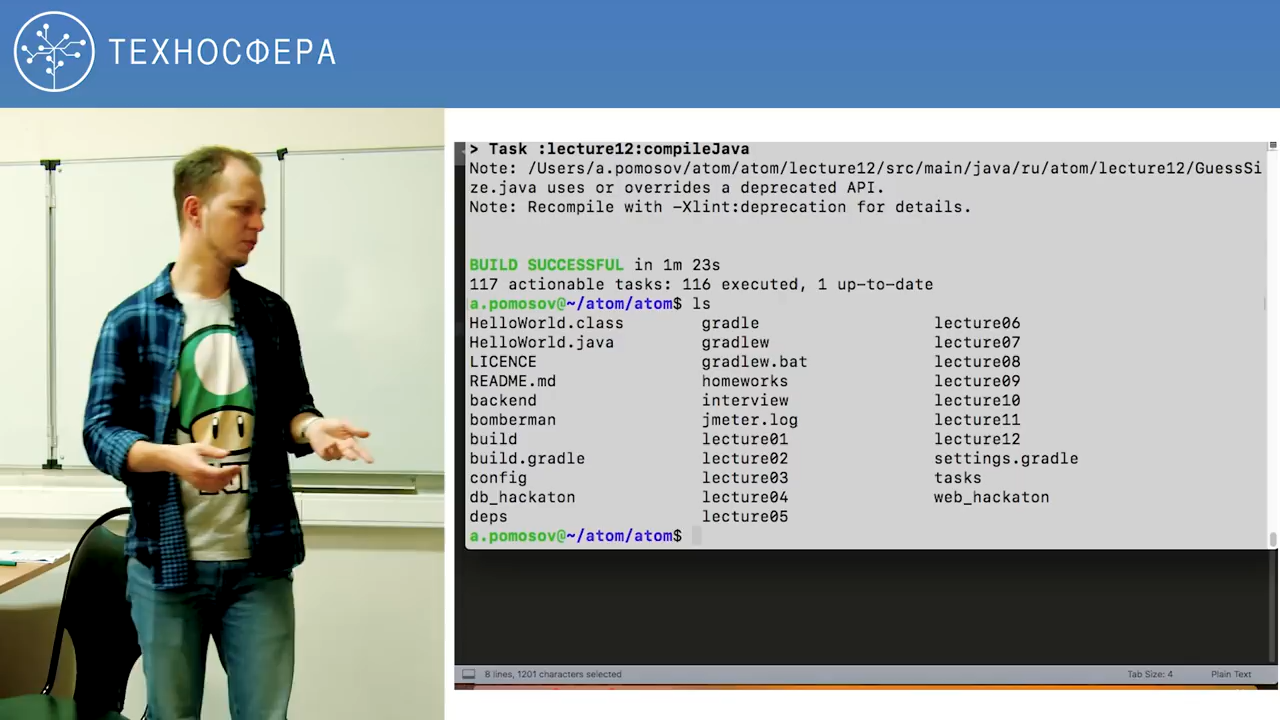 ТЕХНОСФЕРА
> Task :lecture12:compileJava
Note: /Users/a.pomosov/atom/atom/lecture12/src/main/java/ru/atom/lecture12/GuessSi
ze.java uses or overrides a deprecated API.
Note: Recompile with -Xlint:deprecation for details.
BUILD SUCCESSFUL in 1m 23s
117 actionable tasks: 116 executed, 1 up-to-date
a.pomosov@~/atom/atom$ ls
HelloWorld.class gradle lecture06
HelloWorld.java gradlew lecture07
LICENCE gradlew.bat lecture08
README.md homeworks lecture09
backend interview lecture10
bomberman jmeter.log lecture11
build lecture01 lecture12
build.gradle lecture02 settings.gradle
config lecture03 tasks
db_hackaton lecture04 web_hackaton
deps lecture05
a.pomosov@~/atom/atom$
8 lines, 1201 characters selected Tab Size: 4 Plain Text